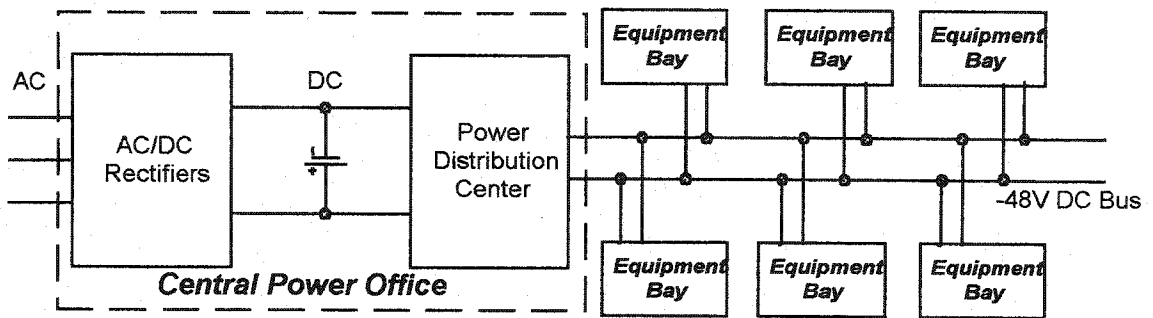 AC
AC/DC
Rectifiers
DC
+
-
Power
Distribution
Center
Central Power Office
Equipment
Bay
Equipment
Bay
Equipment
Bay
-48V DC Bus
Equipment
Bay
Equipment
Bay
Equipment
Bay